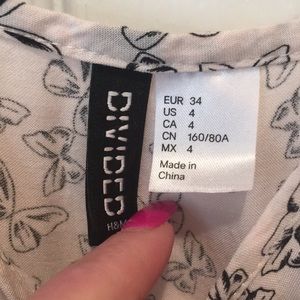 DIVIDED
H&M
EUR 34
US 4
CA 4
CN 160/80A
MX 4
Made in
China